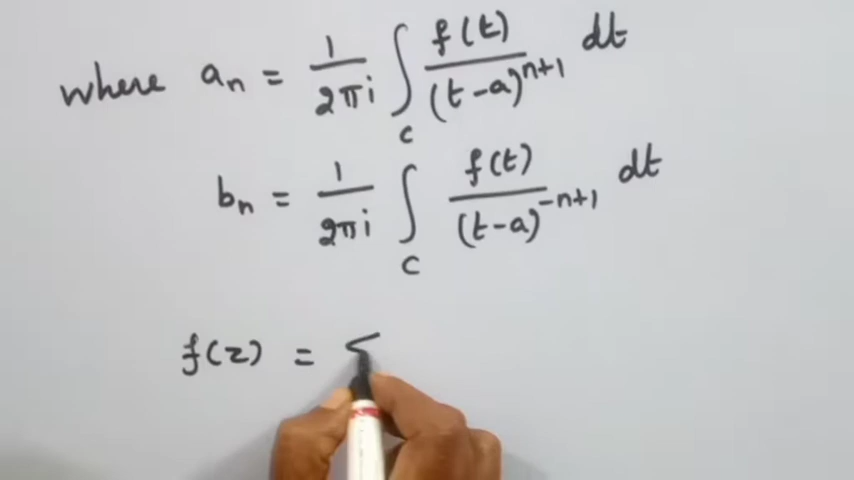 where aₙ = 1/2πi ∫_C f(t)/(t-a)^{n+1} dt
bₙ = 1/2πi ∫_C f(t)/(t-a)^{-n+1} dt
f(z) =